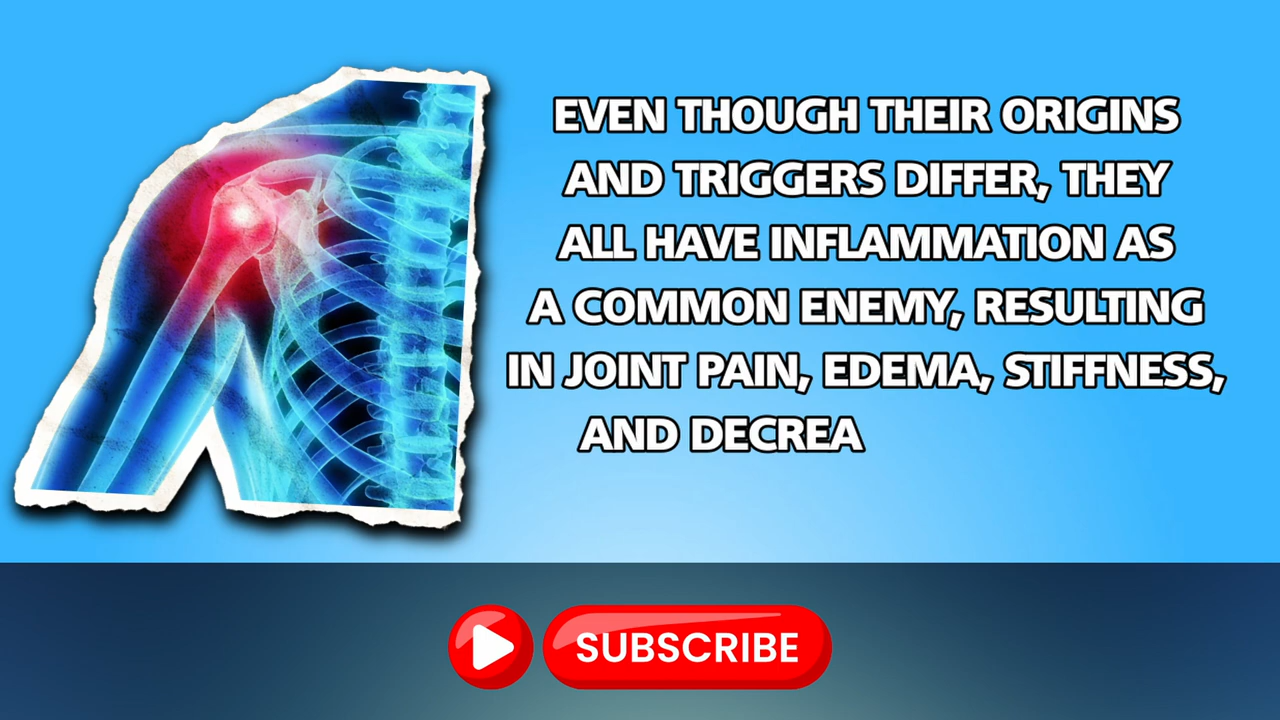 EVEN THOUGH THEIR ORIGINS
AND TRIGGERS DIFFER, THEY
ALL HAVE INFLAMMATION AS
A COMMON ENEMY, RESULTING
IN JOINT PAIN, EDEMA, STIFFNESS,
AND DECREA
SUBSCRIBE